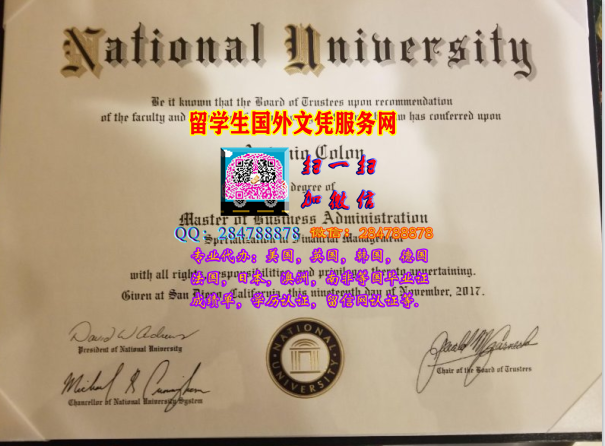 National University
Be it known that the Board of Trustees upon recommendation
of the faculty and has conferred upon
留学生国外文凭服务网
Colon
扫一扫
加微信
degree of
Master of Business Administration
QQ：284788878 微信：284788878
Specialization in Financial Management
专业代办：美国，英国，韩国，德国
法国，日本，澳洲，南非等国毕业证
成绩单，学历认证，留信网认证等.
with all rights, responsibilities and privileges thereto appertaining.
Given at San Diego, California, this nineteenth day of November, 2017.
President of National University
NATIONAL UNIVERSITY
Chair of the Board of Trustees
Chancellor of National University System